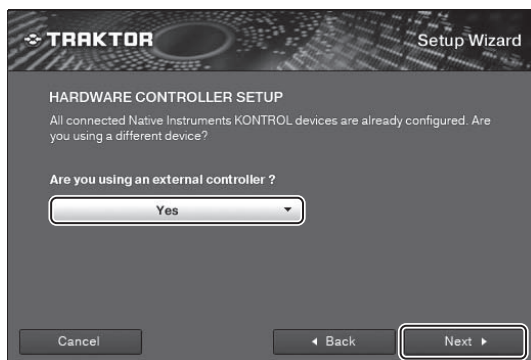 TRAKTOR
Setup Wizard
HARDWARE CONTROLLER SETUP
All connected Native Instruments KONTROL devices are already configured. Are
you using a different device?
Are you using an external controller ?
Yes
Cancel
Back
Next